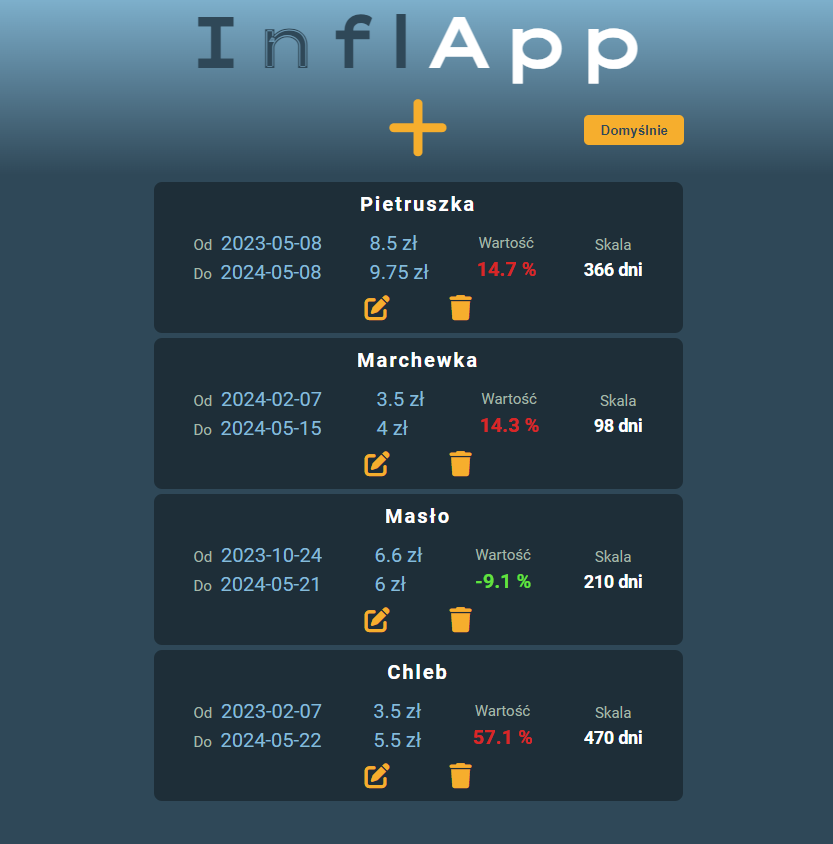 InflApp
Domyślnie
Pietruszka
Od 2023-05-08 8.5 zł Wartość Skala
Do 2024-05-08 9.75 zł 14.7 % 366 dni
Marchewka
Od 2024-02-07 3.5 zł Wartość Skala
Do 2024-05-15 4 zł 14.3 % 98 dni
Masło
Od 2023-10-24 6.6 zł Wartość Skala
Do 2024-05-21 6 zł -9.1 % 210 dni
Chleb
Od 2023-02-07 3.5 zł Wartość Skala
Do 2024-05-22 5.5 zł 57.1 % 470 dni